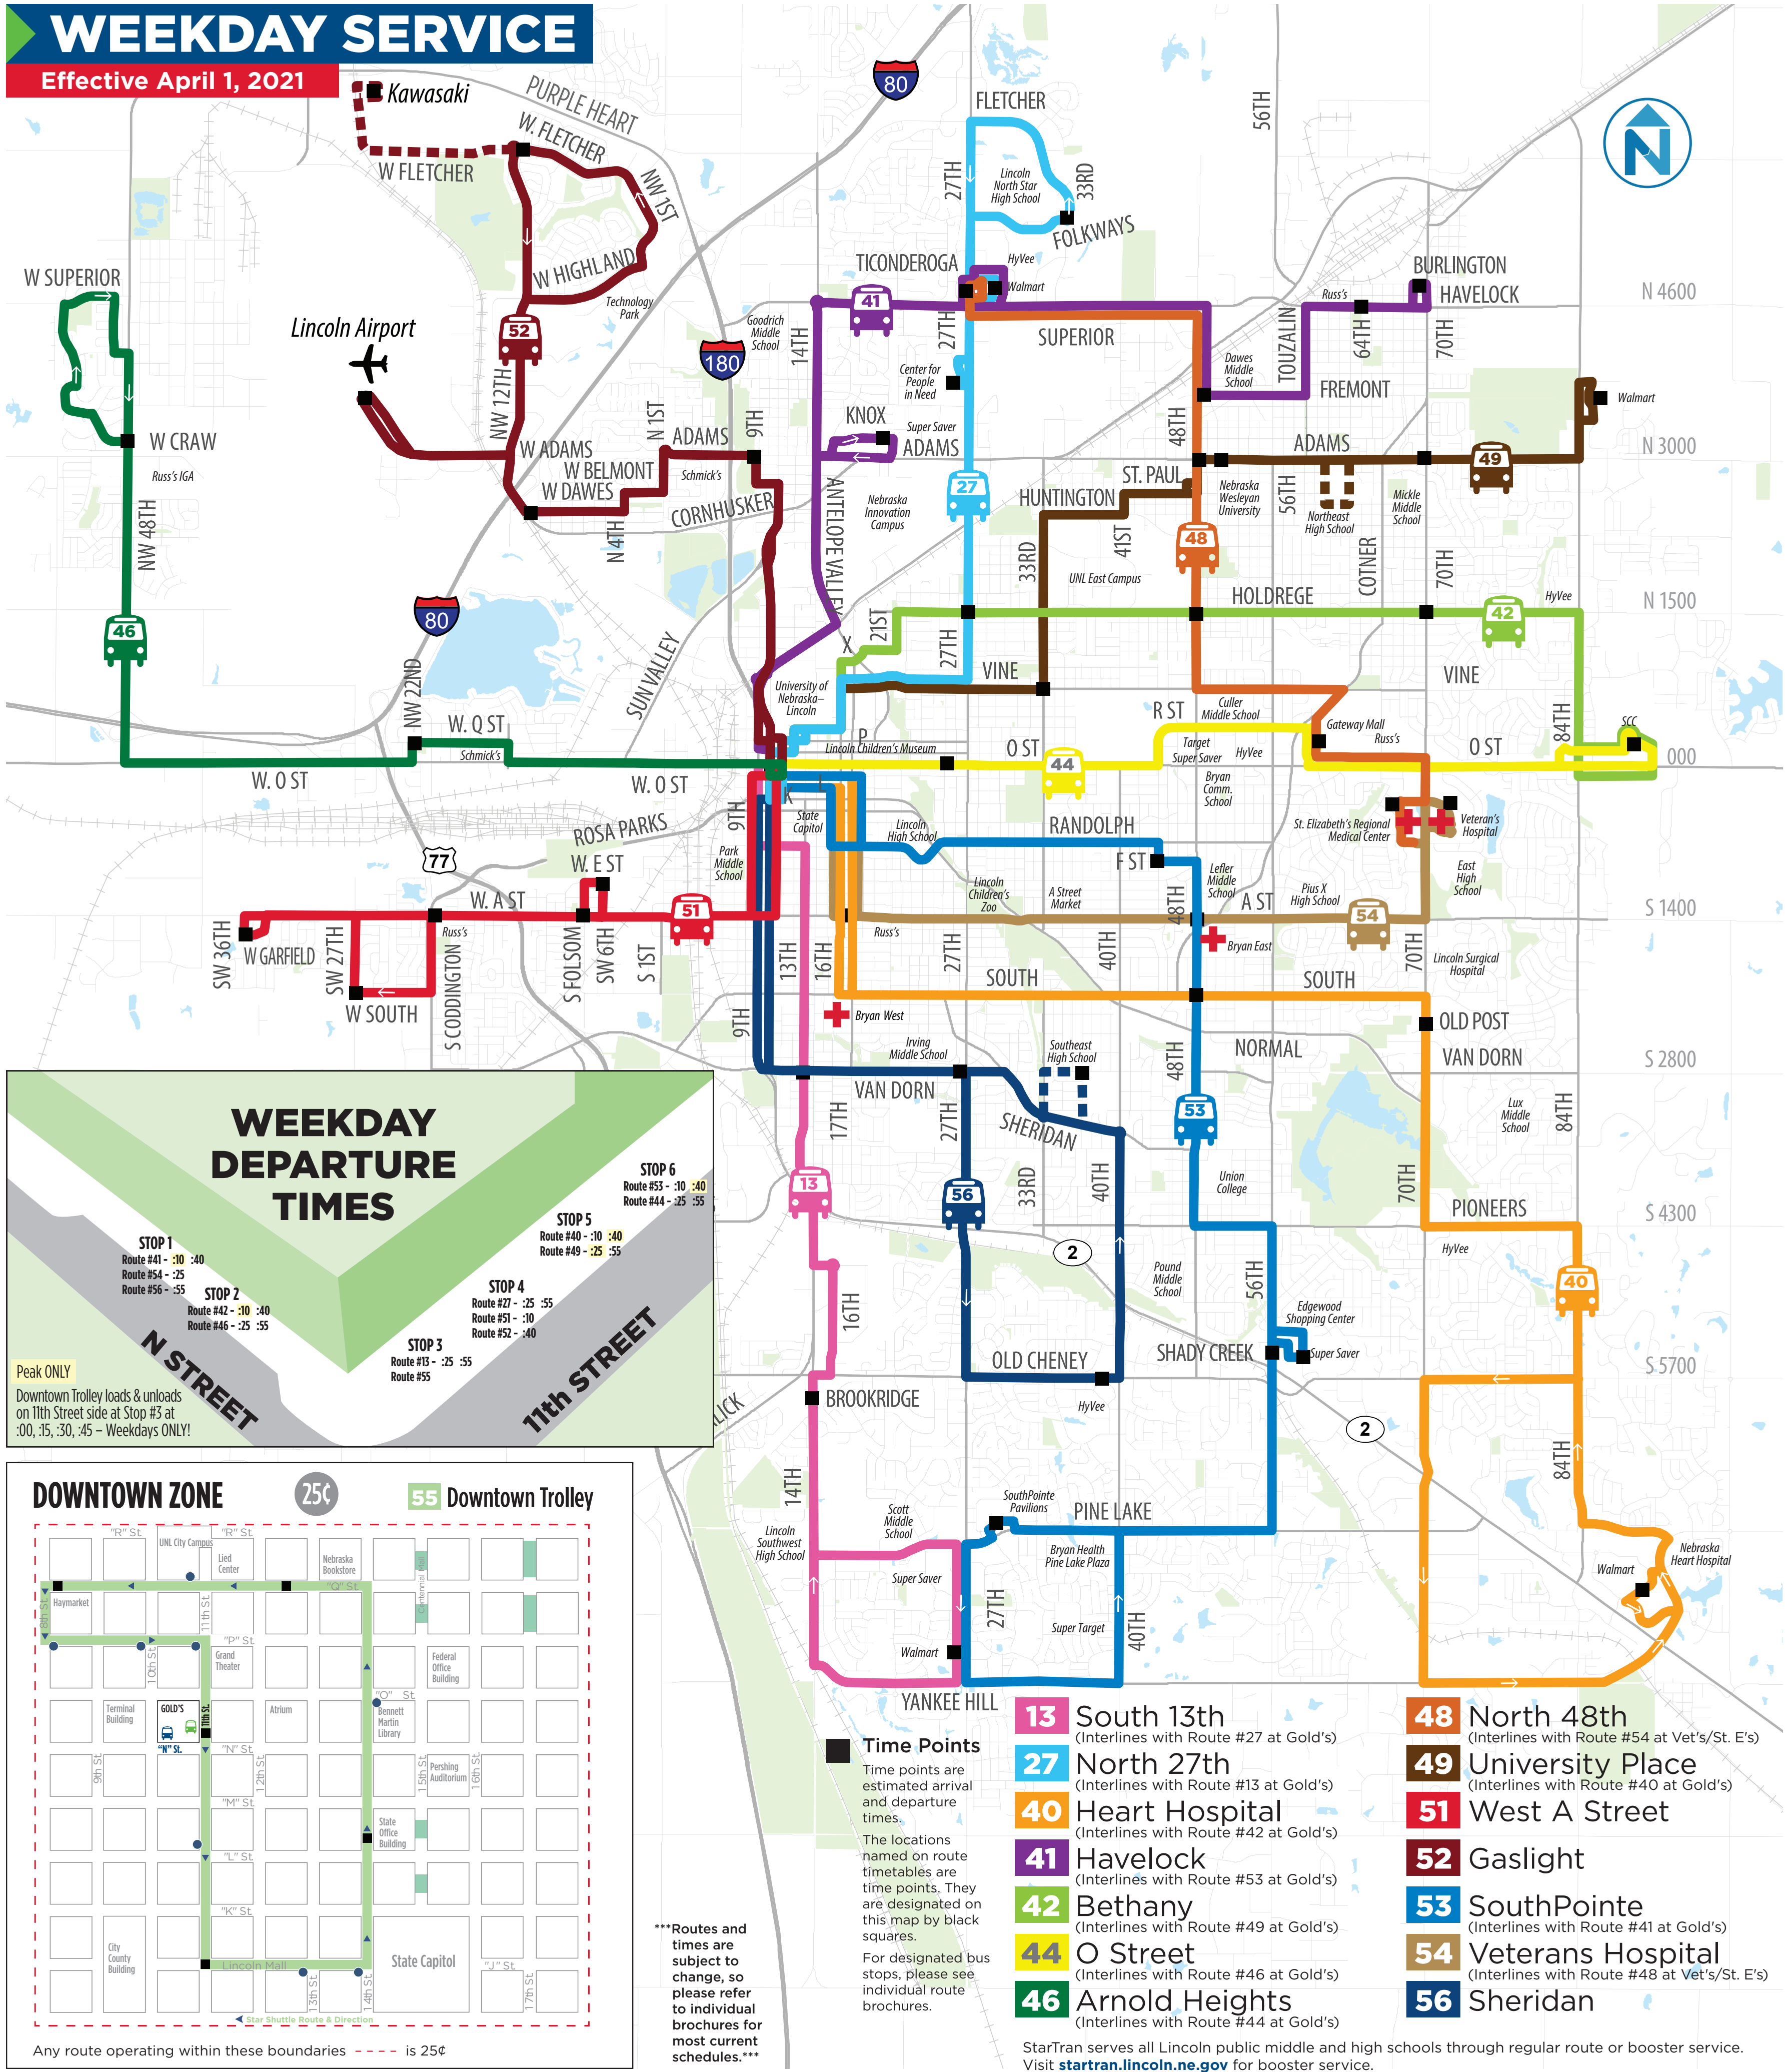 WEEKDAY SERVICE
Effective April 1, 2021
Kawasaki
PURPLE HEART
W. FLETCHER
W FLETCHER
NW 1ST
W HIGHLAND
Technology
Park
80
FLETCHER
27TH
Lincoln
North Star
High School
33RD
FOLKWAYS
56TH
N
W SUPERIOR
Lincoln Airport
52
NW 12TH
180
Goodrich
Middle
School
14TH
41
TICONDEROGA
HyVee
Walmart
27TH
SUPERIOR
BURLINGTON
HAVELOCK
Russ's
64TH
70TH
N 4600
TOUZALIN
Dawes
Middle
School
FREMONT
Center for
People
in Need
48TH
Walmart
W CRAW
Russ's IGA
NW 48TH
W ADAMS
W BELMONT
W DAWES
N 1ST
ADAMS
9TH
Schmick's
CORNHUSKER
N 4TH
KNOX
Super Saver
ADAMS
ANTELOPE VALLEY
Nebraska
Innovation
Campus
27
ST. PAUL
HUNTINGTON
41ST
33RD
UNL East Campus
Nebraska
Wesleyan
University
ADAMS
56TH
Northeast
High School
Mickle
Middle
School
49
N 3000
48
COTNER
70TH
HOLDREGE
42
HyVee
N 1500
46
80
NW 22ND
SUN VALLEY
X
21ST
27TH
VINE
VINE
University of
Nebraska–
Lincoln
W. Q ST
Schmick's
W. O ST
W. O ST
P
Lincoln Children's Museum
O ST
44
R ST
Culler
Middle School
Target
Super Saver
HyVee
Gateway Mall
Russ's
O ST
84TH
SCC
000
Bryan
Comm.
School
9TH
K
L
State
Capitol
Lincoln
High School
RANDOLPH
F ST
St. Elizabeth's Regional
Medical Center
Veteran's
Hospital
ROSA PARKS
77
W. E ST
Park
Middle
School
W. A ST
51
SW 36TH
W GARFIELD
SW 27TH
W SOUTH
Russ's
S CODDINGTON
S FOLSOM
SW 6TH
S 1ST
13TH
16TH
Russ's
Lincoln
Children's
Zoo
A Street
Market
27TH
40TH
48TH
Lefler
Middle
School
A ST
Pius X
High School
54
East
High
School
S 1400
Bryan East
70TH
Lincoln Surgical
Hospital
SOUTH
SOUTH
Bryan West
9TH
Irving
Middle School
Southeast
High School
48TH
NORMAL
OLD POST
VAN DORN
S 2800
VAN DORN
17TH
27TH
SHERIDAN
53
Lux
Middle
School
84TH
13
56
33RD
40TH
Union
College
70TH
PIONEERS
S 4300
HyVee
2
Pound
Middle
School
56TH
Edgewood
Shopping Center
40
16TH
OLD CHENEY
SHADY CREEK
Super Saver
S 5700
BROOKRIDGE
HyVee
2
84TH
14TH
Scott
Middle
School
SouthPointe
Pavilions
PINE LAKE
Lincoln
Southwest
High School
Bryan Health
Pine Lake Plaza
Super Saver
27TH
Super Target
40TH
Walmart
YANKEE HILL
Walmart
Nebraska
Heart Hospital
WEEKDAY
DEPARTURE
TIMES
STOP 1
Route #41 - :10 :40
Route #54 - :25
Route #56 - :55
STOP 2
Route #42 - :10 :40
Route #46 - :25 :55
STOP 3
Route #13 - :25 :55
Route #55
STOP 4
Route #27 - :25 :55
Route #51 - :10
Route #52 - :40
STOP 5
Route #40 - :10 :40
Route #49 - :25 :55
STOP 6
Route #53 - :10 :40
Route #44 - :25 :55
N STREET
11th STREET
Peak ONLY
Downtown Trolley loads & unloads
on 11th Street side at Stop #3 at
:00, :15, :30, :45 – Weekdays ONLY!
DOWNTOWN ZONE
25¢
55 Downtown Trolley
"R" St.
"R" St.
UNL City Campus
Lied
Center
Nebraska
Bookstore
Centennial Mall
"Q" St.
8th St.
Haymarket
11th St.
"P" St.
10th St.
Grand
Theater
Federal
Office
Building
Terminal
Building
GOLD'S
"N" St.
11th St.
Atrium
"O" St.
Bennett
Martin
Library
"N" St.
9th St.
12th St.
15th St.
Pershing
Auditorium
16th St.
"M" St.
State
Office
Building
"L" St.
"K" St.
City
County
Building
Lincoln Mall
State Capitol
"J" St.
13th St.
14th St.
17th St.
Star Shuttle Route & Direction
Any route operating within these boundaries - - - - is 25¢
***Routes and
times are
subject to
change, so
please refer
to individual
brochures for
most current
schedules.***
Time Points
Time points are
estimated arrival
and departure
times.
The locations
named on route
timetables are
time points. They
are designated on
this map by black
squares.
For designated bus
stops, please see
individual route
brochures.
13 South 13th
(Interlines with Route #27 at Gold's)
27 North 27th
(Interlines with Route #13 at Gold's)
40 Heart Hospital
(Interlines with Route #42 at Gold's)
41 Havelock
(Interlines with Route #53 at Gold's)
42 Bethany
(Interlines with Route #49 at Gold's)
44 O Street
(Interlines with Route #46 at Gold's)
46 Arnold Heights
(Interlines with Route #44 at Gold's)
48 North 48th
(Interlines with Route #54 at Vet's/St. E's)
49 University Place
(Interlines with Route #40 at Gold's)
51 West A Street
52 Gaslight
53 SouthPointe
(Interlines with Route #41 at Gold's)
54 Veterans Hospital
(Interlines with Route #48 at Vet's/St. E's)
56 Sheridan
StarTran serves all Lincoln public middle and high schools through regular route or booster service.
Visit startran.lincoln.ne.gov for booster service.